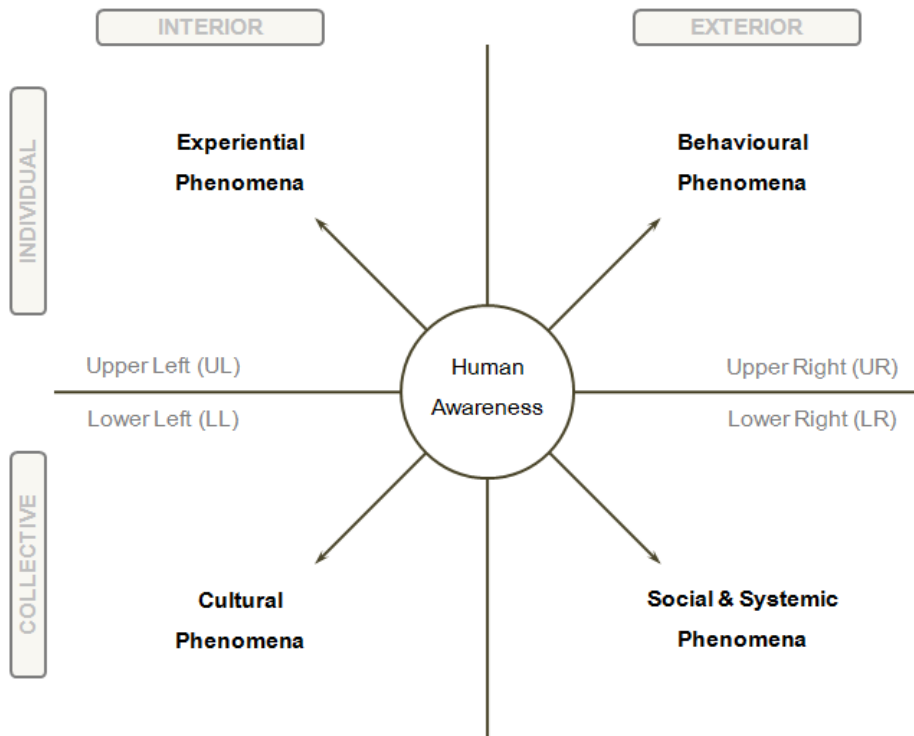 INTERIOR
EXTERIOR
INDIVIDUAL
Experiential
Phenomena
Behavioural
Phenomena
Upper Left (UL)
Human
Awareness
Upper Right (UR)
Lower Left (LL)
Lower Right (LR)
COLLECTIVE
Cultural
Phenomena
Social & Systemic
Phenomena